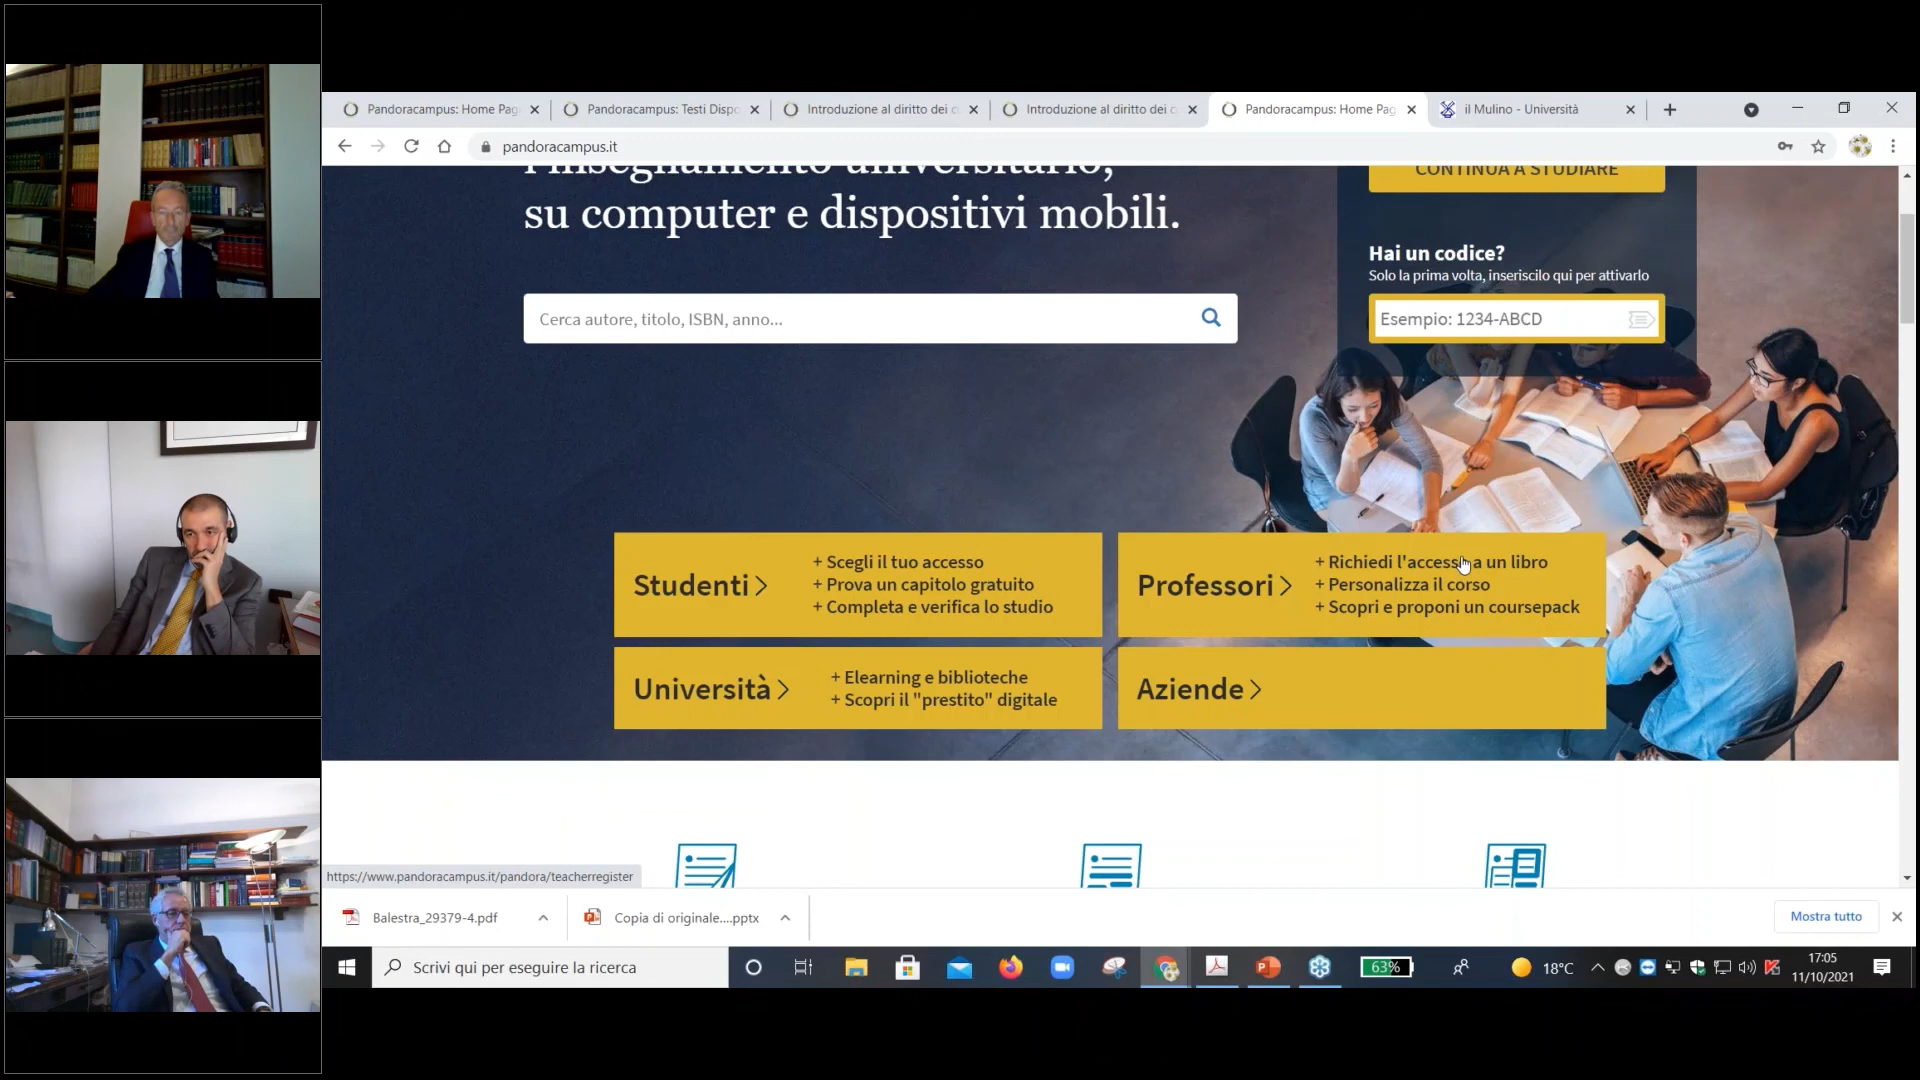 Pandoracampus: Home Pag
Pandoracampus: Testi Dispo
Introduzione al diritto dei c
Introduzione al diritto dei c
Pandoracampus: Home Pag
il Mulino - Università
pandoracampus.it
l'insegnamento universitario,
su computer e dispositivi mobili.
CONTINUA A STUDIARE
Hai un codice?
Solo la prima volta, inseriscilo qui per attivarlo
Cerca autore, titolo, ISBN, anno...
Esempio: 1234-ABCD
Studenti
+ Scegli il tuo accesso
+ Prova un capitolo gratuito
+ Completa e verifica lo studio
Professori
+ Richiedi l'accesso a un libro
+ Personalizza il corso
+ Scopri e proponi un coursepack
Università
+ Elearning e biblioteche
+ Scopri il "prestito" digitale
Aziende
https://www.pandoracampus.it/pandora/teacherregister
Balestra_29379-4.pdf
Copia di originale....pptx
Mostra tutto
Scrivi qui per eseguire la ricerca
63%
18°C
17:05
11/10/2021